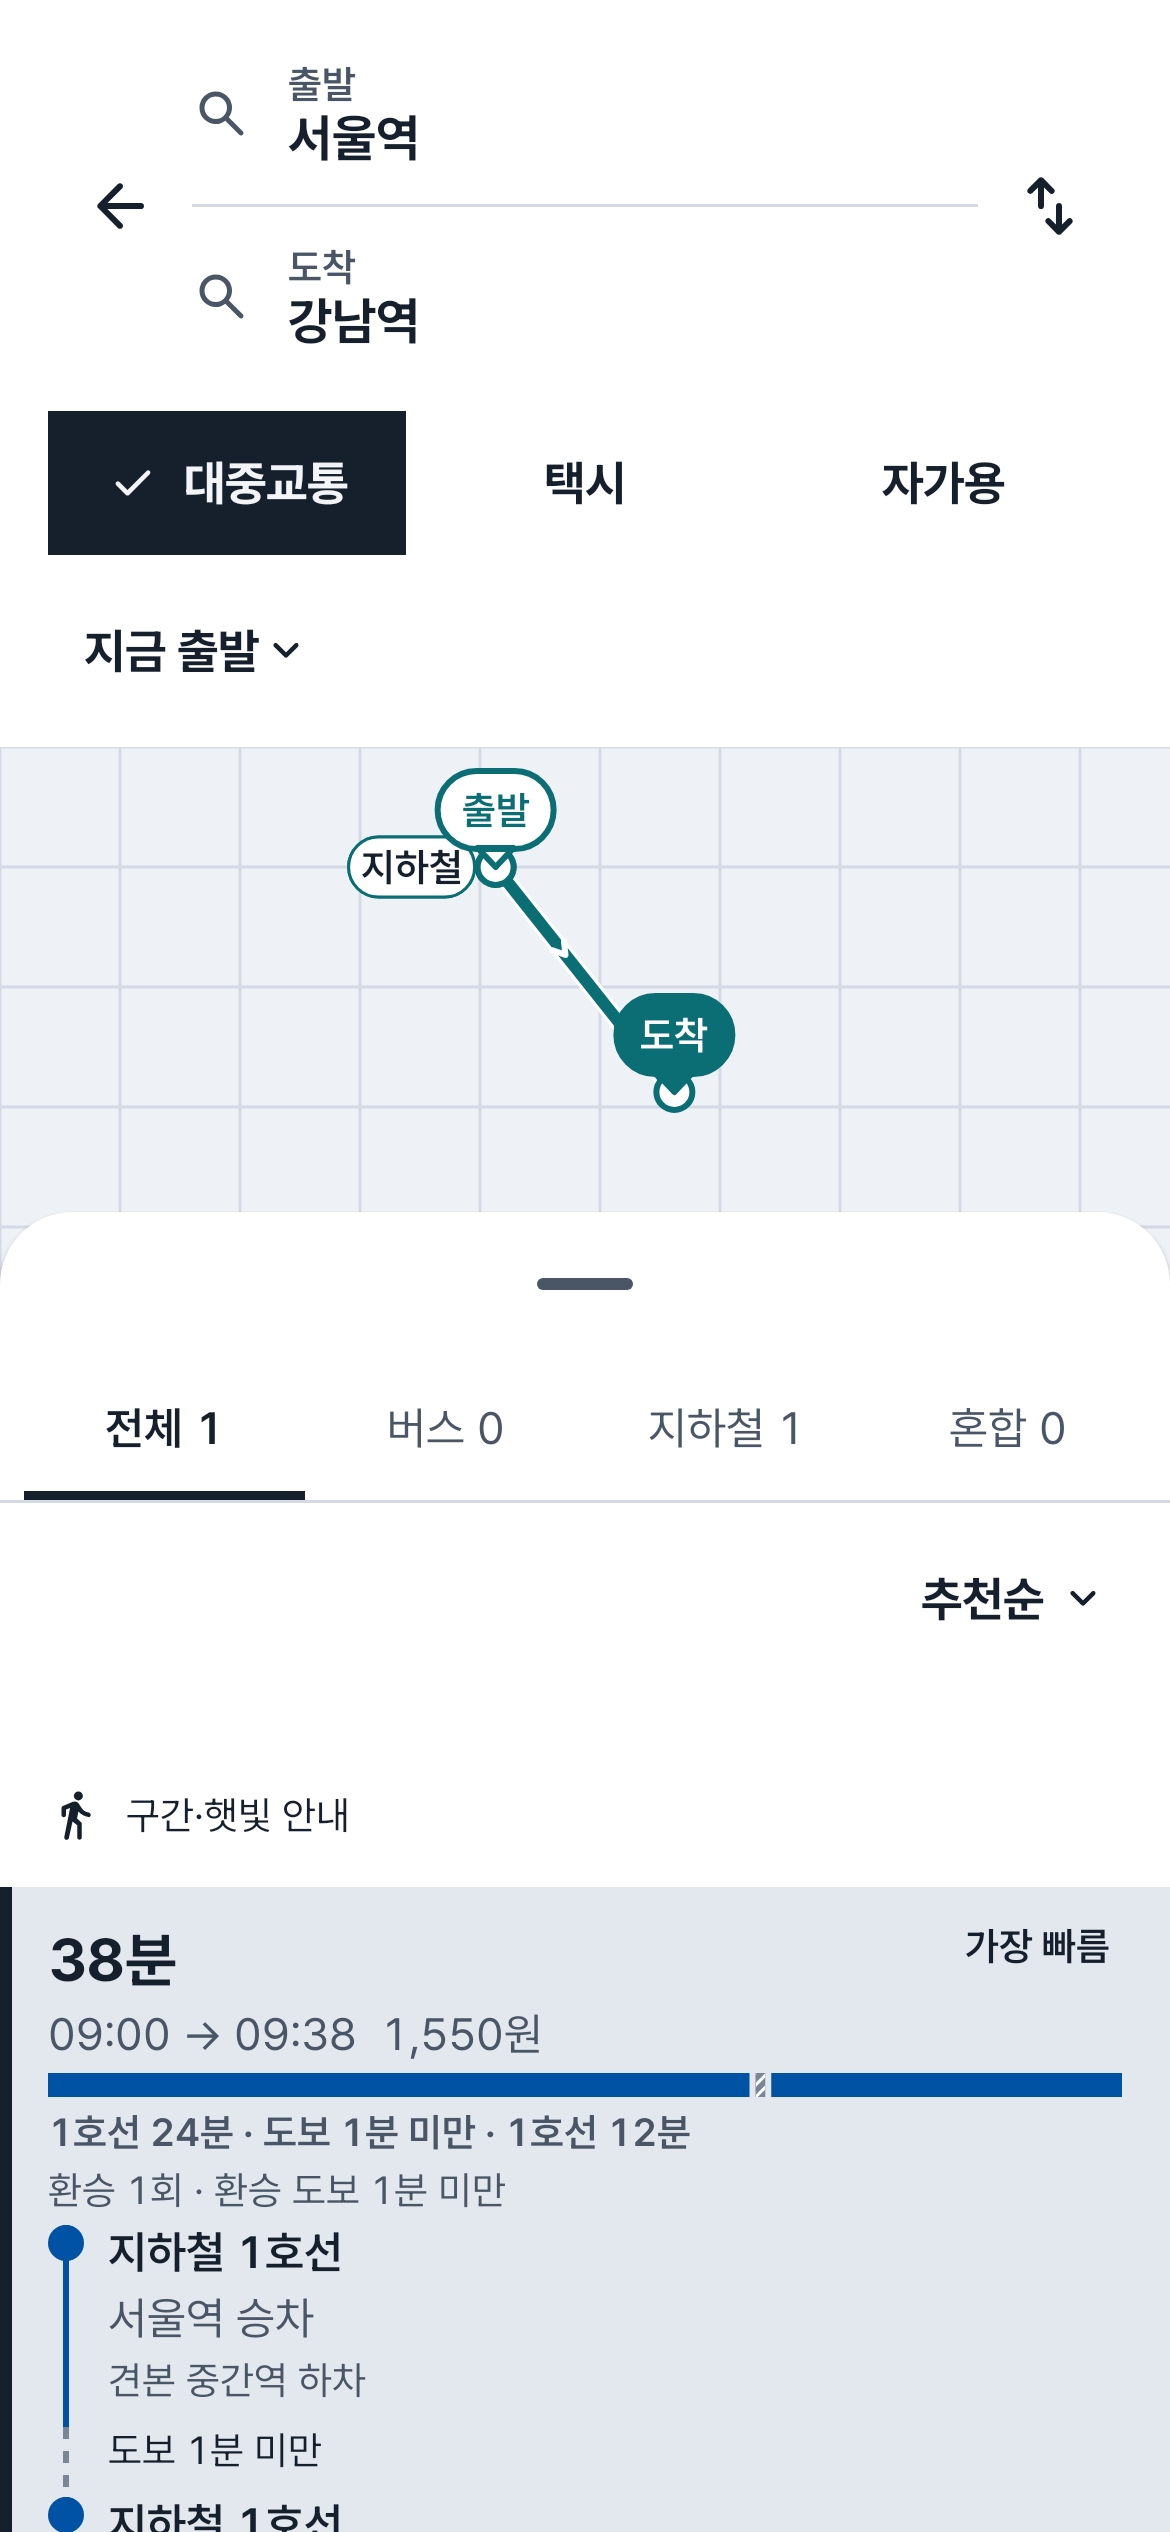 출발
서울역
도착
강남역
대중교통 택시 자가용
지금 출발
출발
지하철
도착
전체 1 버스 0 지하철 1 혼합 0
추천순
구간·햇빛 안내
38분 가장 빠름
09:00 → 09:38 1,550원
1호선 24분 · 도보 1분 미만 · 1호선 12분
환승 1회 · 환승 도보 1분 미만
지하철 1호선
서울역 승차
견본 중간역 하차
도보 1분 미만
지하철 1호선